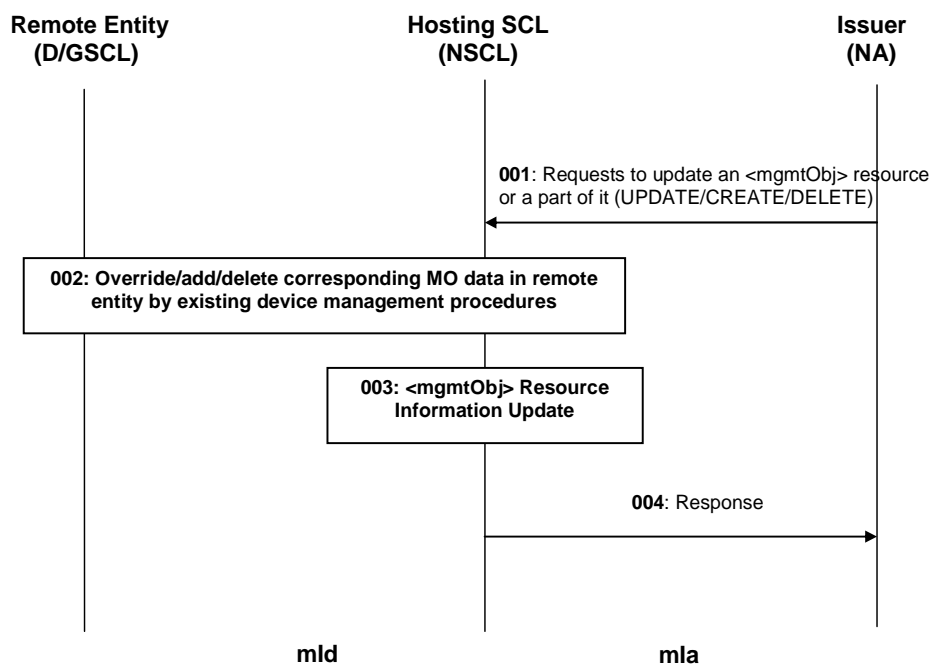 Remote Entity
(D/GSCL)
Hosting SCL
(NSCL)
Issuer
(NA)
001: Requests to update an <mgmtObj> resource
or a part of it (UPDATE/CREATE/DELETE)
002: Override/add/delete corresponding MO data in remote
entity by existing device management procedures
003: <mgmtObj> Resource
Information Update
004: Response
mId
mIa